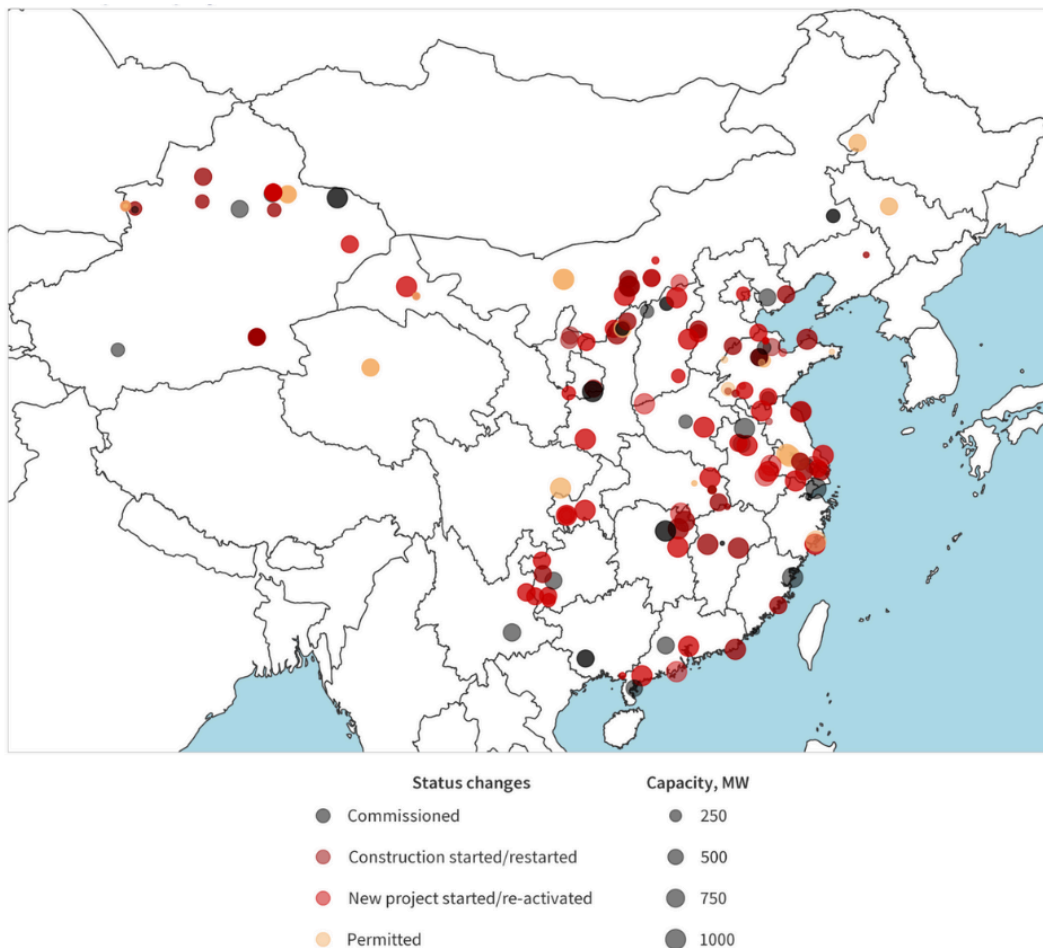 Status changes
Capacity, MW
Commissioned
250
Construction started/restarted
500
New project started/re-activated
750
Permitted
1000